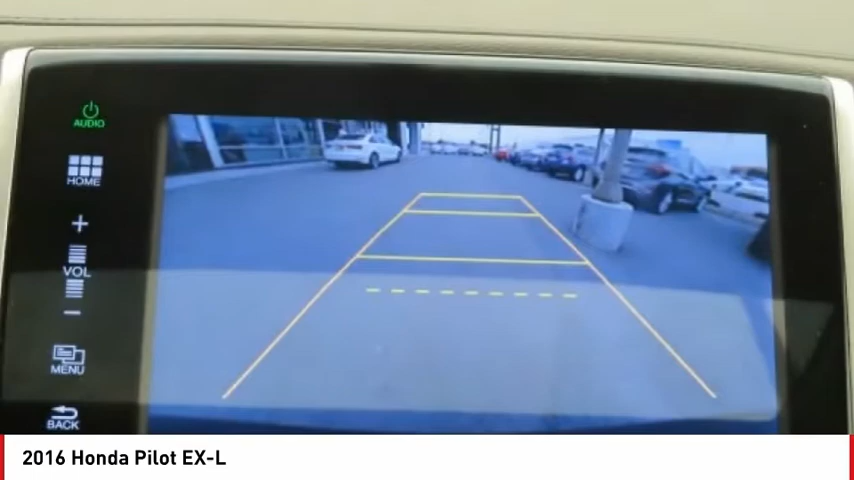 AUDIO
HOME
+
VOL
−
MENU
BACK
2016 Honda Pilot EX-L